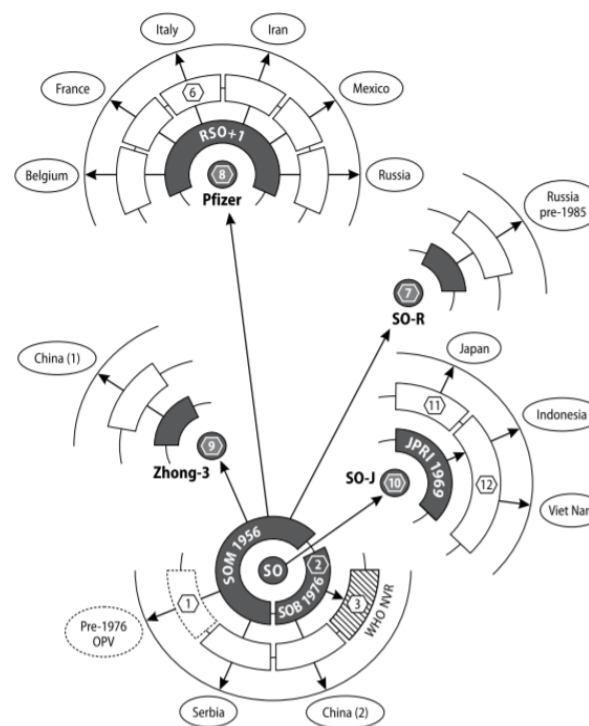 Italy
Iran
France
6
Mexico
RSO+1
Belgium
8
Russia
Pfizer
Russia
pre-1985
7
SO-R
China (1)
Japan
11
Indonesia
9
Zhong-3
SO-J
10
JPRI 1969
12
Viet Nam
SOM 1956
SO
2
SOB 1976
1
3
WHO NVR
Pre-1976
OPV
Serbia
China (2)